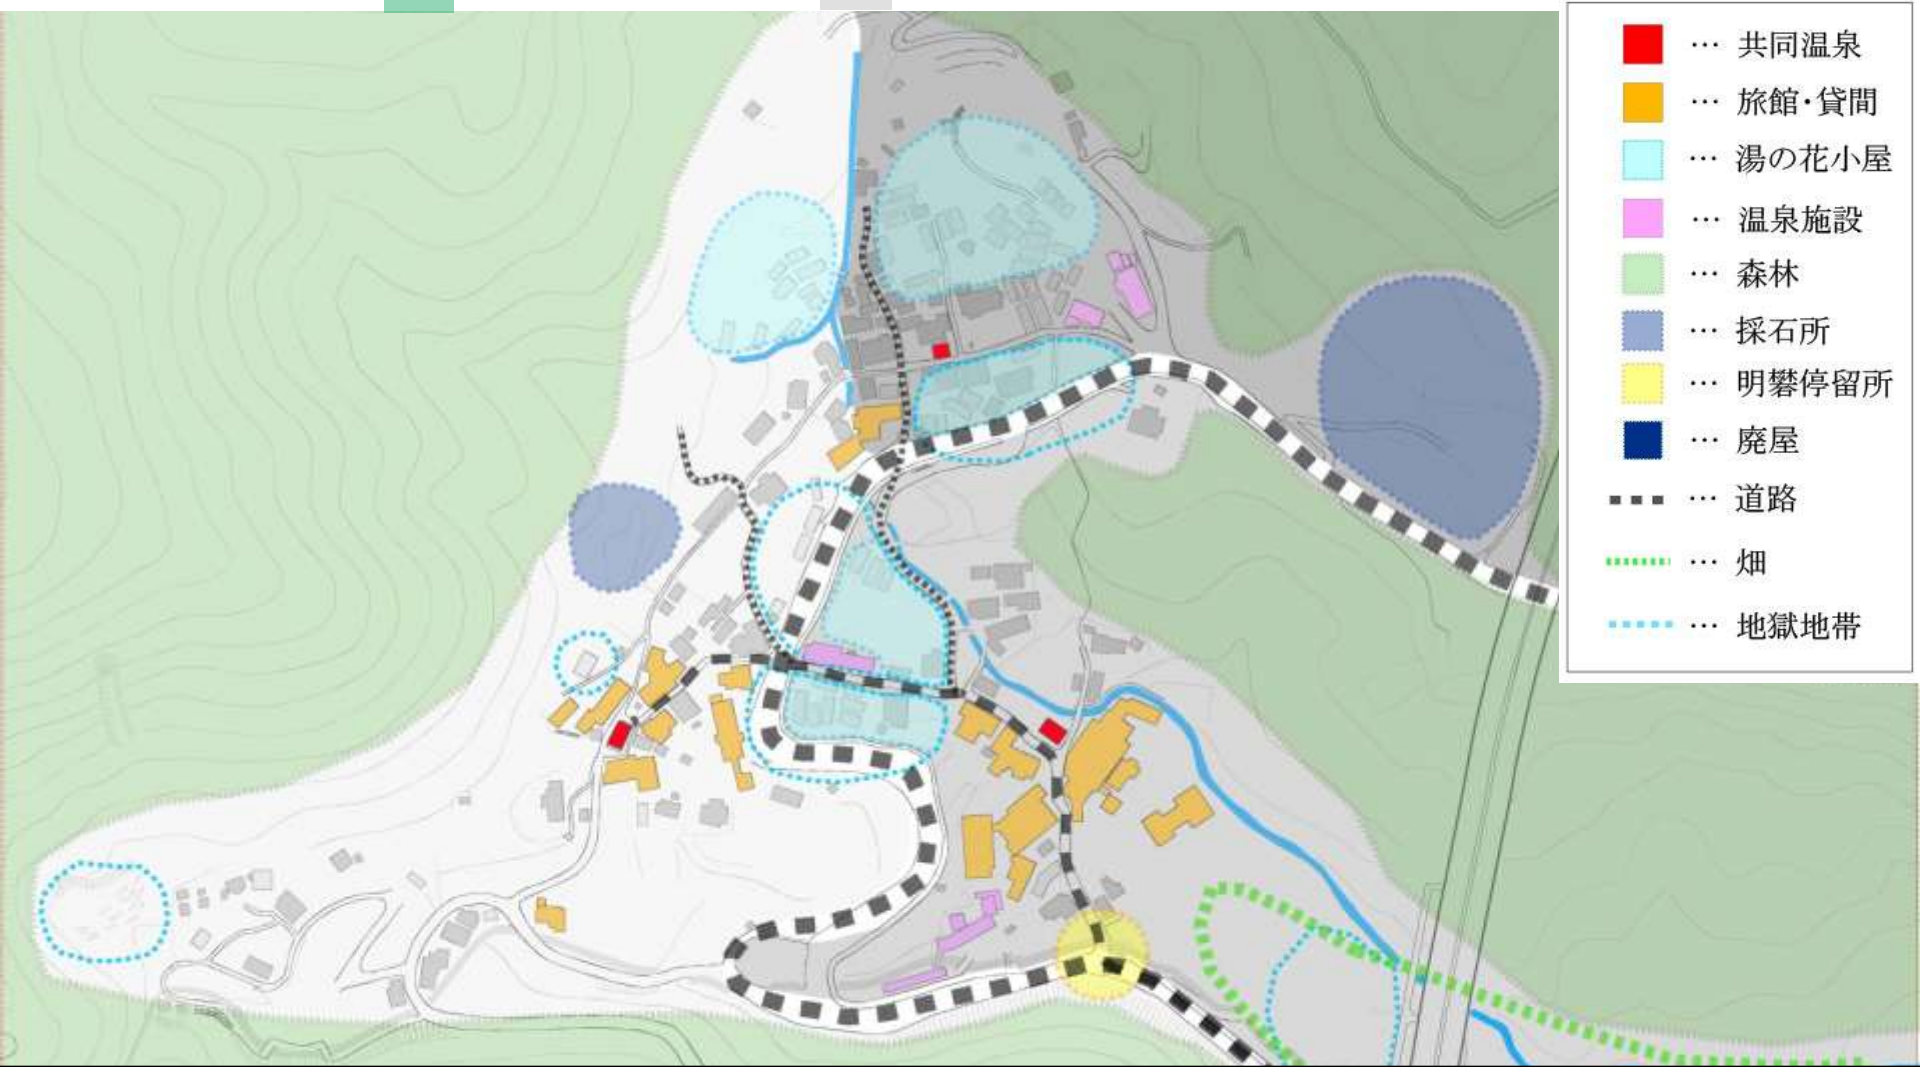 … 共同温泉
… 旅館・貸間
… 湯の花小屋
… 温泉施設
… 森林
… 採石所
… 明礬停留所
… 廃屋
… 道路
… 畑
… 地獄地帯